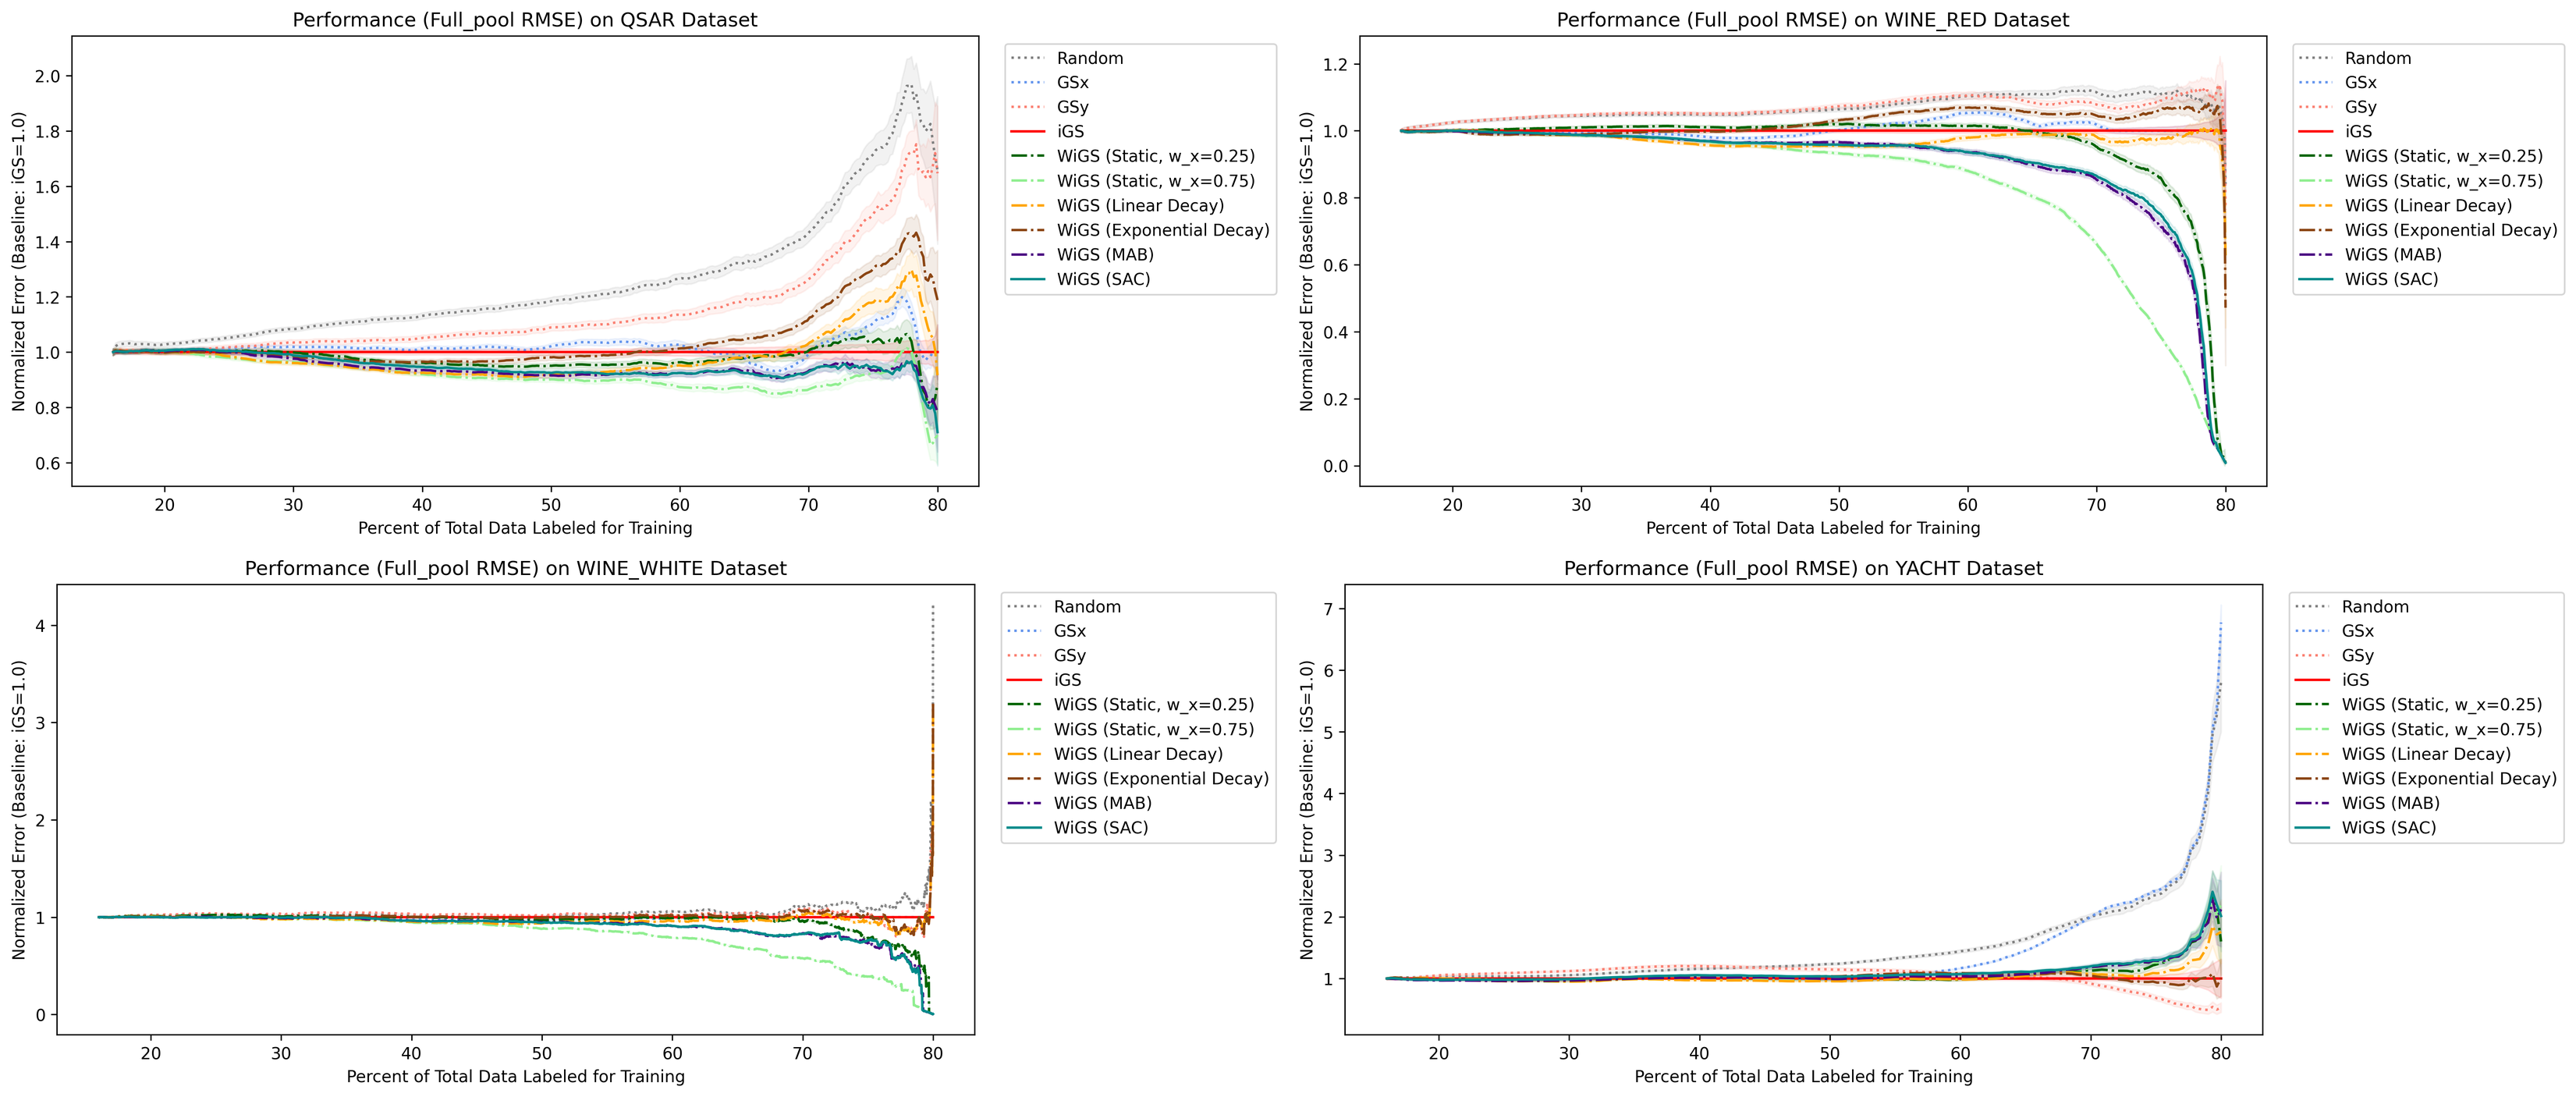 Performance (Full_pool RMSE) on QSAR Dataset
Normalized Error (Baseline: iGS=1.0)
2.0
1.8
1.6
1.4
1.2
1.0
0.8
0.6
20 30 40 50 60 70 80
Percent of Total Data Labeled for Training
Random
GSx
GSy
iGS
WiGS (Static, w_x=0.25)
WiGS (Static, w_x=0.75)
WiGS (Linear Decay)
WiGS (Exponential Decay)
WiGS (MAB)
WiGS (SAC)
Performance (Full_pool RMSE) on WINE_RED Dataset
Normalized Error (Baseline: iGS=1.0)
1.2
1.0
0.8
0.6
0.4
0.2
0.0
20 30 40 50 60 70 80
Percent of Total Data Labeled for Training
Random
GSx
GSy
iGS
WiGS (Static, w_x=0.25)
WiGS (Static, w_x=0.75)
WiGS (Linear Decay)
WiGS (Exponential Decay)
WiGS (MAB)
WiGS (SAC)
Performance (Full_pool RMSE) on WINE_WHITE Dataset
Normalized Error (Baseline: iGS=1.0)
4
3
2
1
0
20 30 40 50 60 70 80
Percent of Total Data Labeled for Training
Random
GSx
GSy
iGS
WiGS (Static, w_x=0.25)
WiGS (Static, w_x=0.75)
WiGS (Linear Decay)
WiGS (Exponential Decay)
WiGS (MAB)
WiGS (SAC)
Performance (Full_pool RMSE) on YACHT Dataset
Normalized Error (Baseline: iGS=1.0)
7
6
5
4
3
2
1
20 30 40 50 60 70 80
Percent of Total Data Labeled for Training
Random
GSx
GSy
iGS
WiGS (Static, w_x=0.25)
WiGS (Static, w_x=0.75)
WiGS (Linear Decay)
WiGS (Exponential Decay)
WiGS (MAB)
WiGS (SAC)